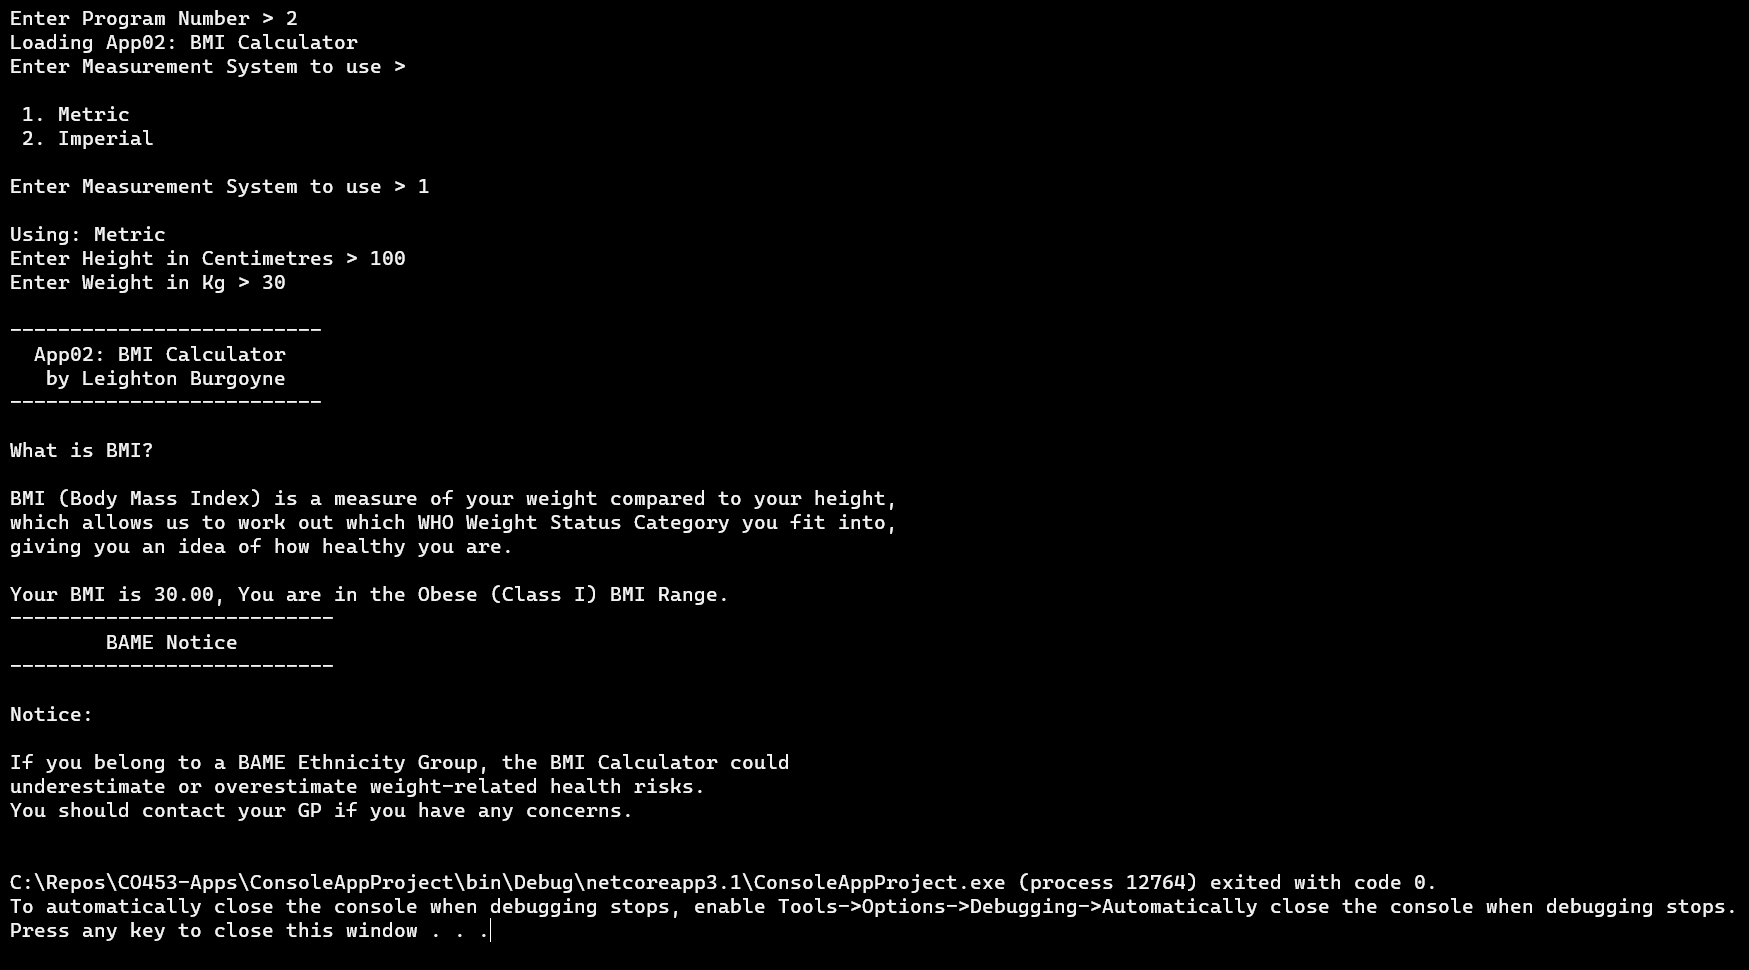 Enter Program Number > 2
Loading App02: BMI Calculator
Enter Measurement System to use >
1. Metric
2. Imperial
Enter Measurement System to use > 1
Using: Metric
Enter Height in Centimetres > 100
Enter Weight in Kg > 30
--------------------------
App02: BMI Calculator
by Leighton Burgoyne
--------------------------
What is BMI?
BMI (Body Mass Index) is a measure of your weight compared to your height,
which allows us to work out which WHO Weight Status Category you fit into,
giving you an idea of how healthy you are.
Your BMI is 30.00, You are in the Obese (Class I) BMI Range.
---------------------------
BAME Notice
---------------------------
Notice:
If you belong to a BAME Ethnicity Group, the BMI Calculator could
underestimate or overestimate weight-related health risks.
You should contact your GP if you have any concerns.
C:\Repos\CO453-Apps\ConsoleAppProject\bin\Debug\netcoreapp3.1\ConsoleAppProject.exe (process 12764) exited with code 0.
To automatically close the console when debugging stops, enable Tools->Options->Debugging->Automatically close the console when debugging stops.
Press any key to close this window . . .